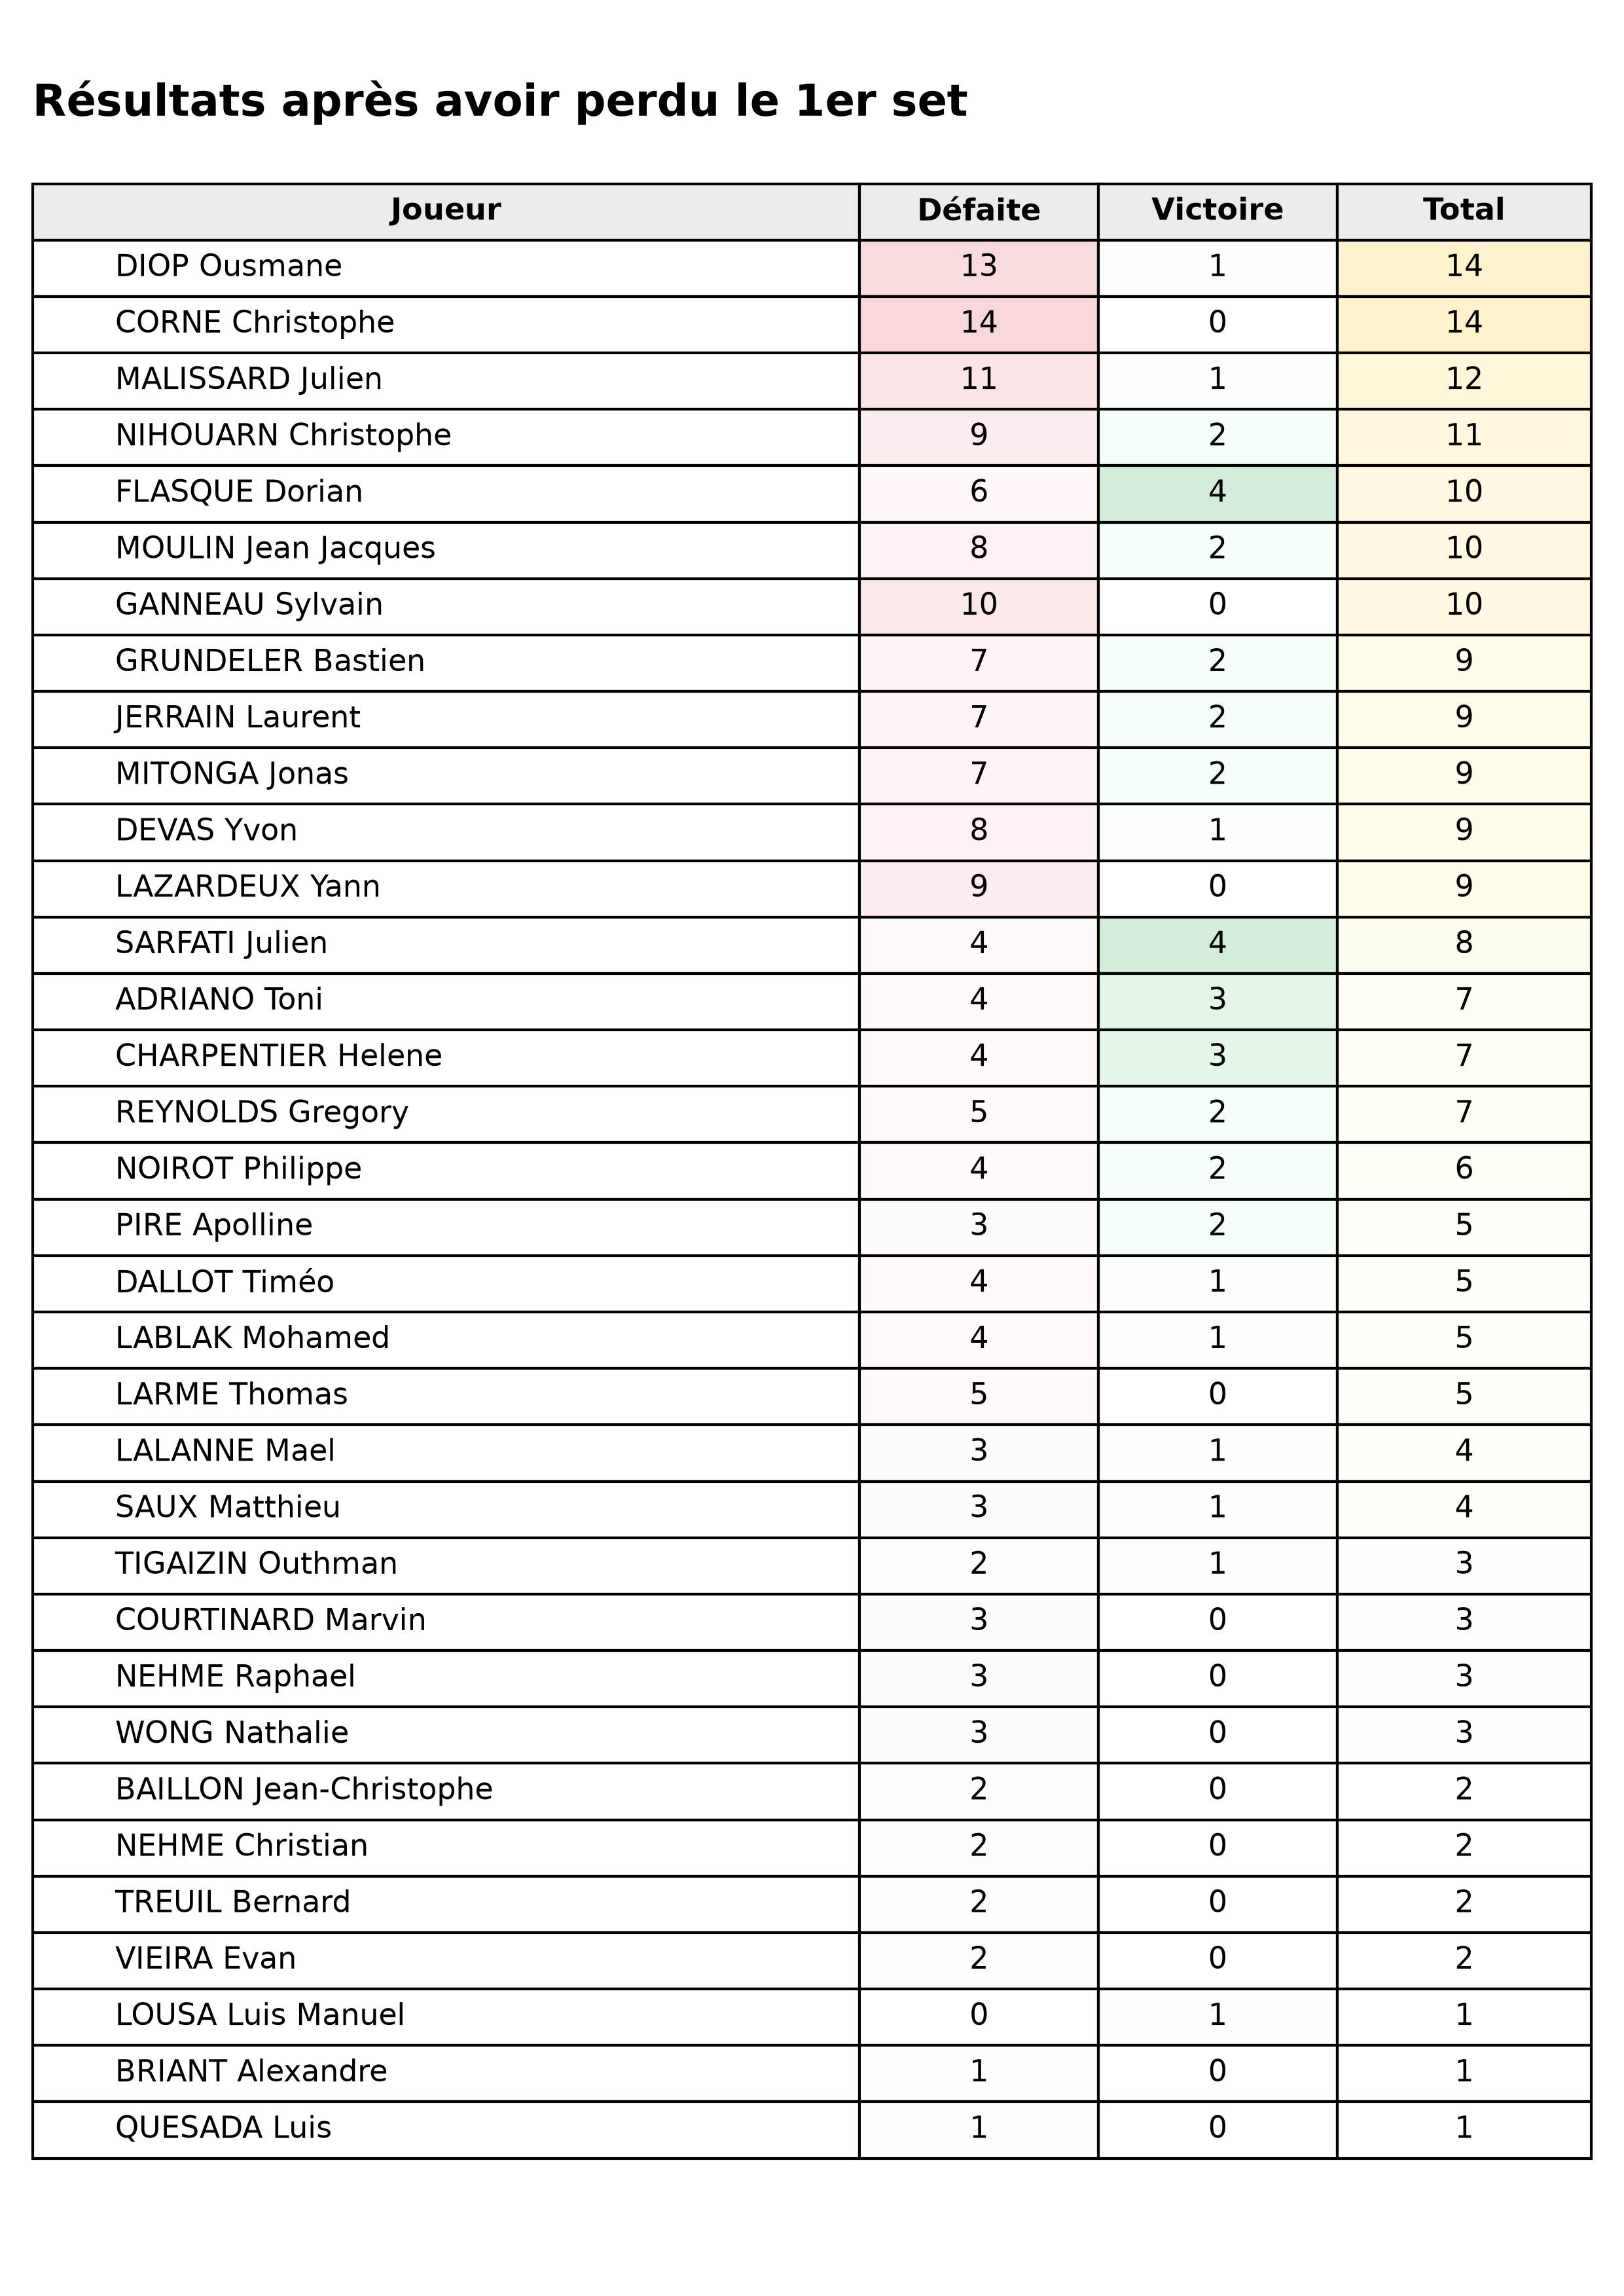 Résultats après avoir perdu le 1er set
Joueur Défaite Victoire Total
DIOP Ousmane 13 1 14
CORNE Christophe 14 0 14
MALISSARD Julien 11 1 12
NIHOUARN Christophe 9 2 11
FLASQUE Dorian 6 4 10
MOULIN Jean Jacques 8 2 10
GANNEAU Sylvain 10 0 10
GRUNDELER Bastien 7 2 9
JERRAIN Laurent 7 2 9
MITONGA Jonas 7 2 9
DEVAS Yvon 8 1 9
LAZARDEUX Yann 9 0 9
SARFATI Julien 4 4 8
ADRIANO Toni 4 3 7
CHARPENTIER Helene 4 3 7
REYNOLDS Gregory 5 2 7
NOIROT Philippe 4 2 6
PIRE Apolline 3 2 5
DALLOT Timéo 4 1 5
LABLAK Mohamed 4 1 5
LARME Thomas 5 0 5
LALANNE Mael 3 1 4
SAUX Matthieu 3 1 4
TIGAIZIN Outhman 2 1 3
COURTINARD Marvin 3 0 3
NEHME Raphael 3 0 3
WONG Nathalie 3 0 3
BAILLON Jean-Christophe 2 0 2
NEHME Christian 2 0 2
TREUIL Bernard 2 0 2
VIEIRA Evan 2 0 2
LOUSA Luis Manuel 0 1 1
BRIANT Alexandre 1 0 1
QUESADA Luis 1 0 1